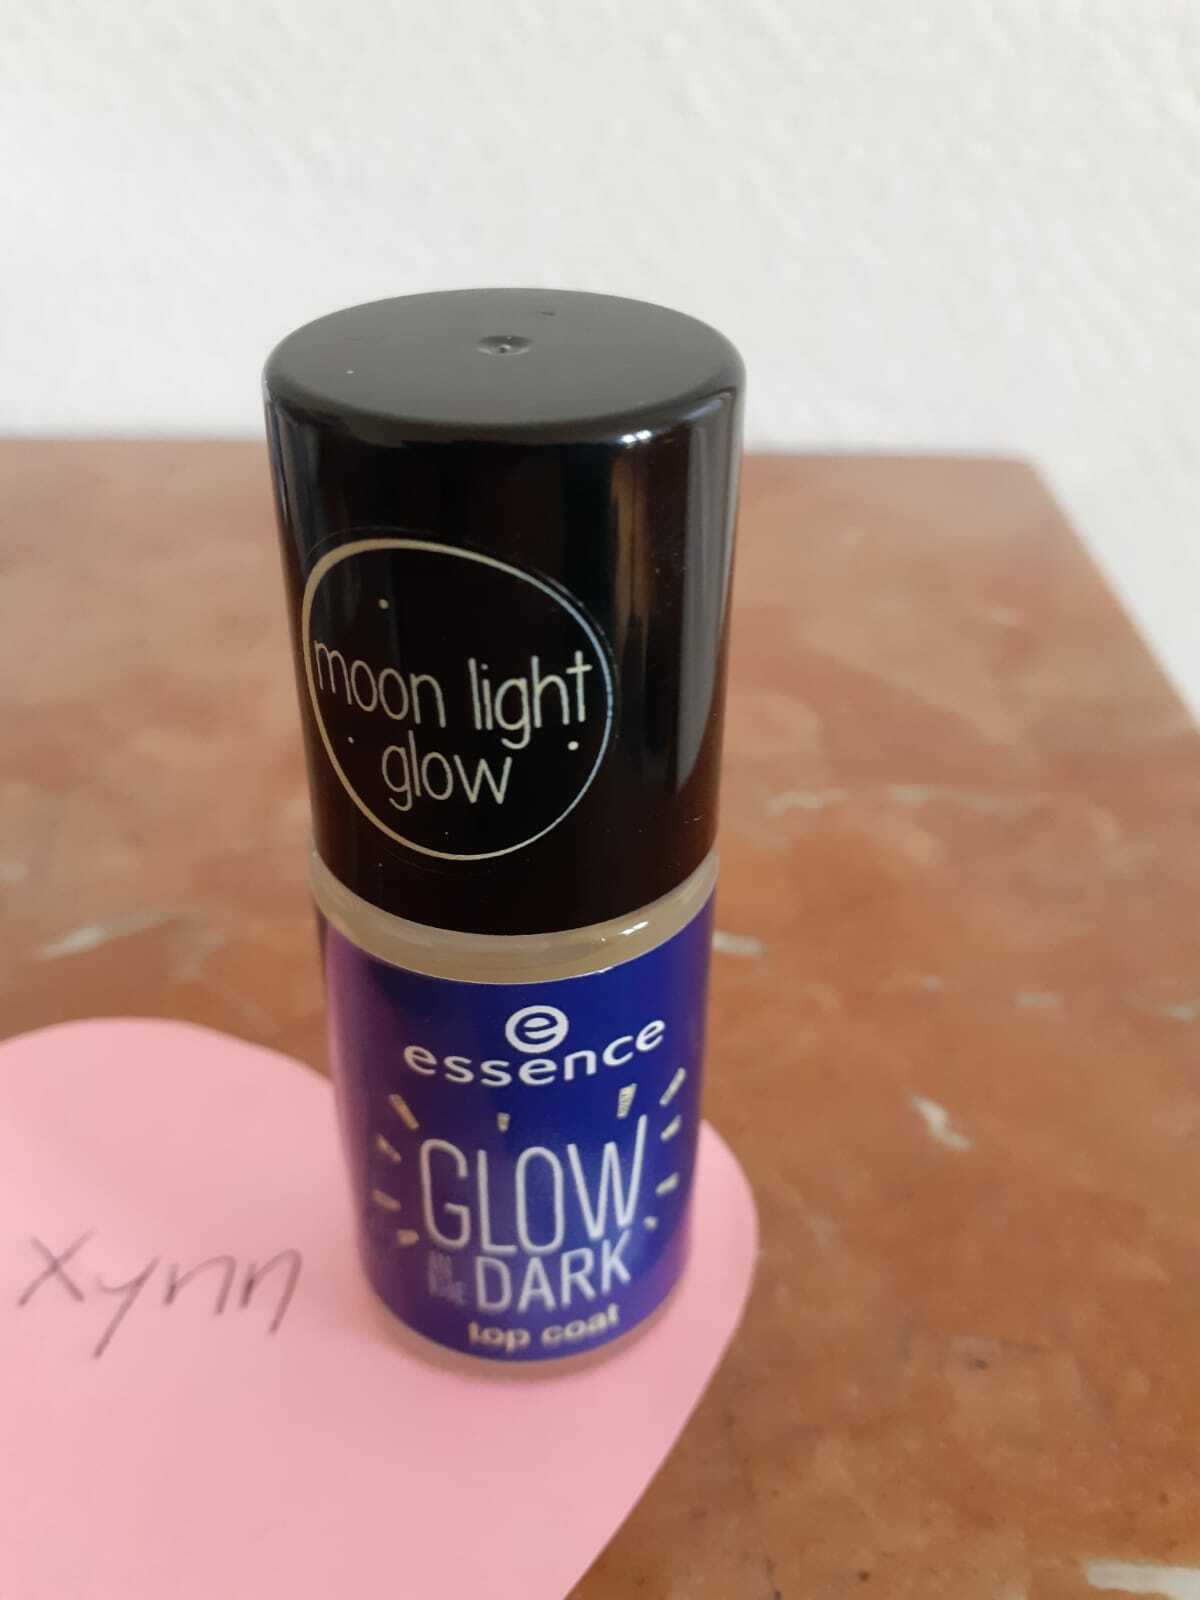 moon light
glow
e
essence
GLOW
IN THE DARK
top coat
Xynn